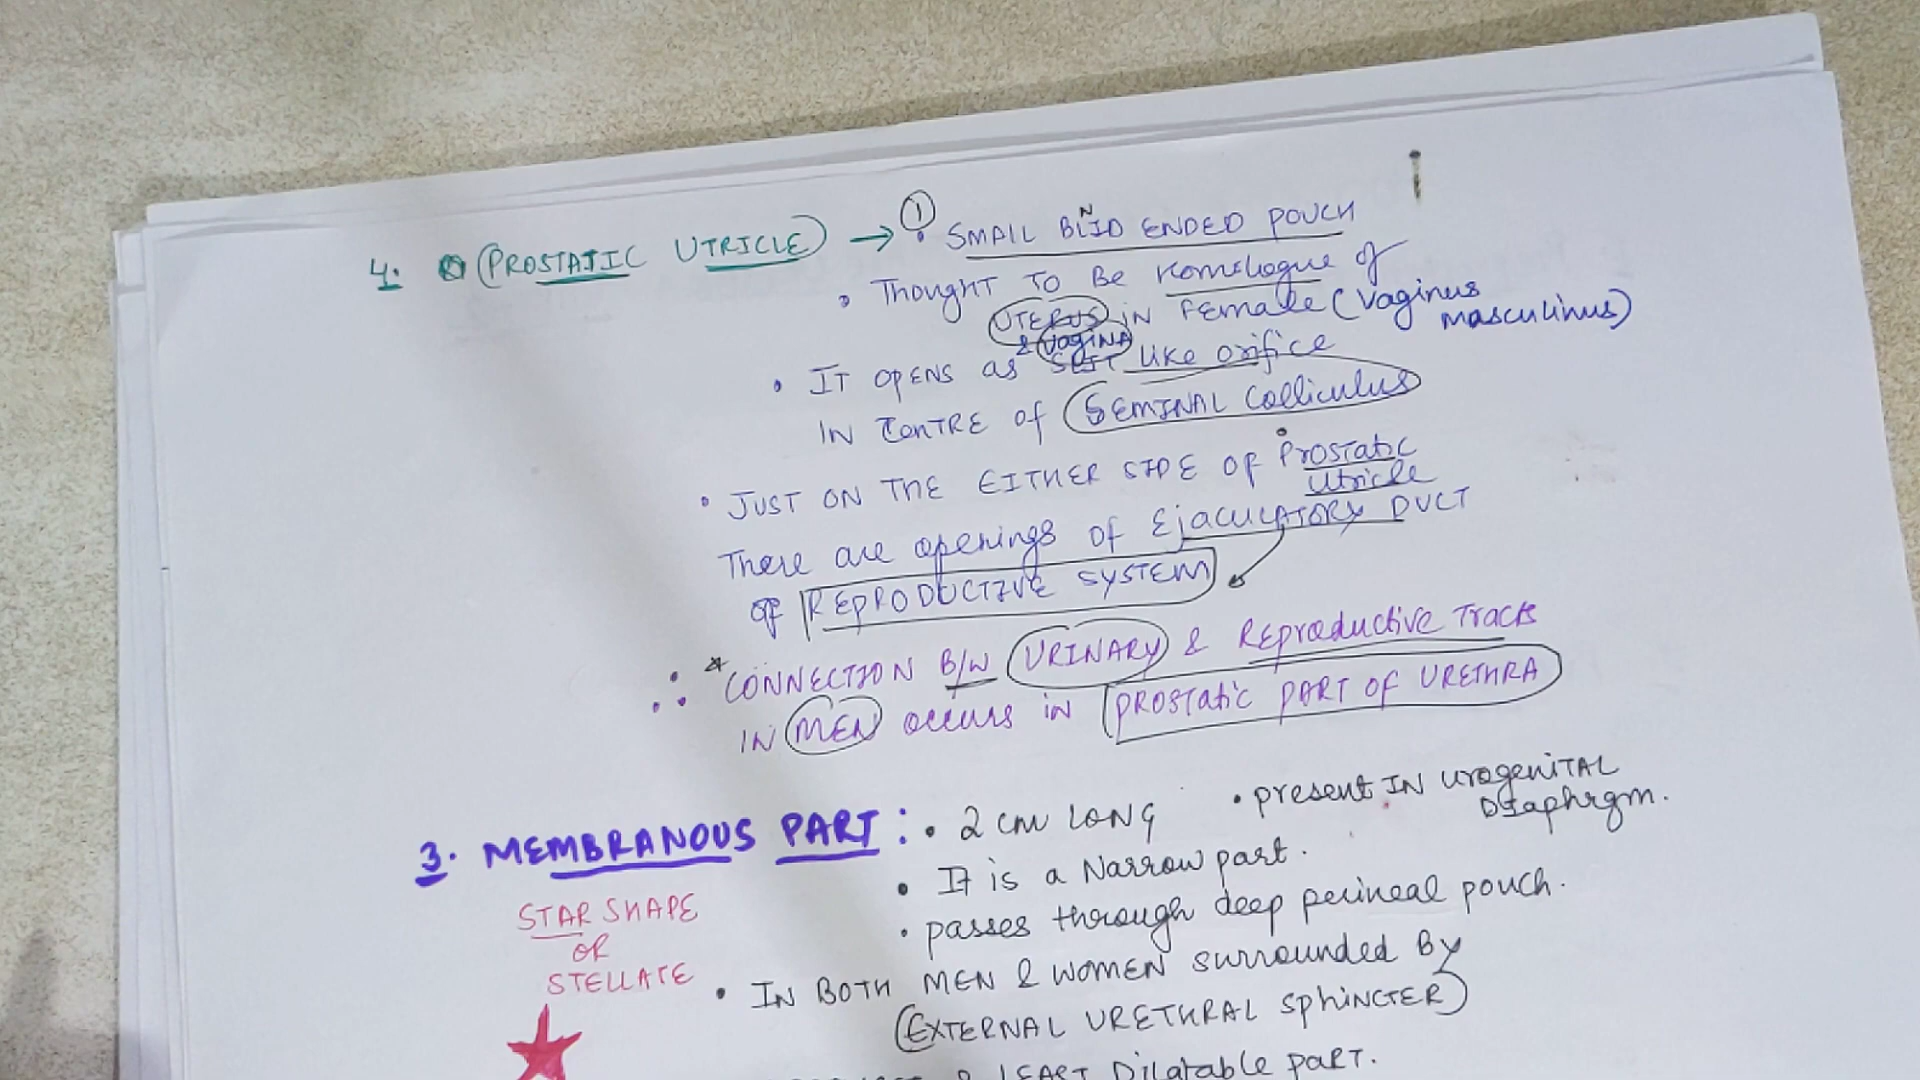 4. (PROSTATIC UTRICLE) → ① SMALL BLIND ENDED POUCH
• Thought TO Be Homologue of
UTERUS IN Female (Vaginus masculinus)
& Vagina
• IT OPENS as SLIT Like orifice
IN CENTRE of SEMINAL Colliculus
• JUST ON THE EITHER SIDE OF Prostatic Utricle
There are openings of EjaculATORY DUCT
of REPRODUCTIVE SYSTEM
∴ * CONNECTION B/W URINARY & Reproductive Tracts
IN MEN occurs in PROSTatic PART OF URETHRA
3. MEMBRANOUS PART : • 2 cm LONG • present IN urogenITAL DIaphrgm.
• It is a Narrow part.
STAR SHAPE OR STELLATE
• passes through deep perineal pouch.
• IN BOTH MEN & WOMEN surrounded By
(EXTERNAL URETHRAL SphINCTER)
& LEAST Dilatable paRT.